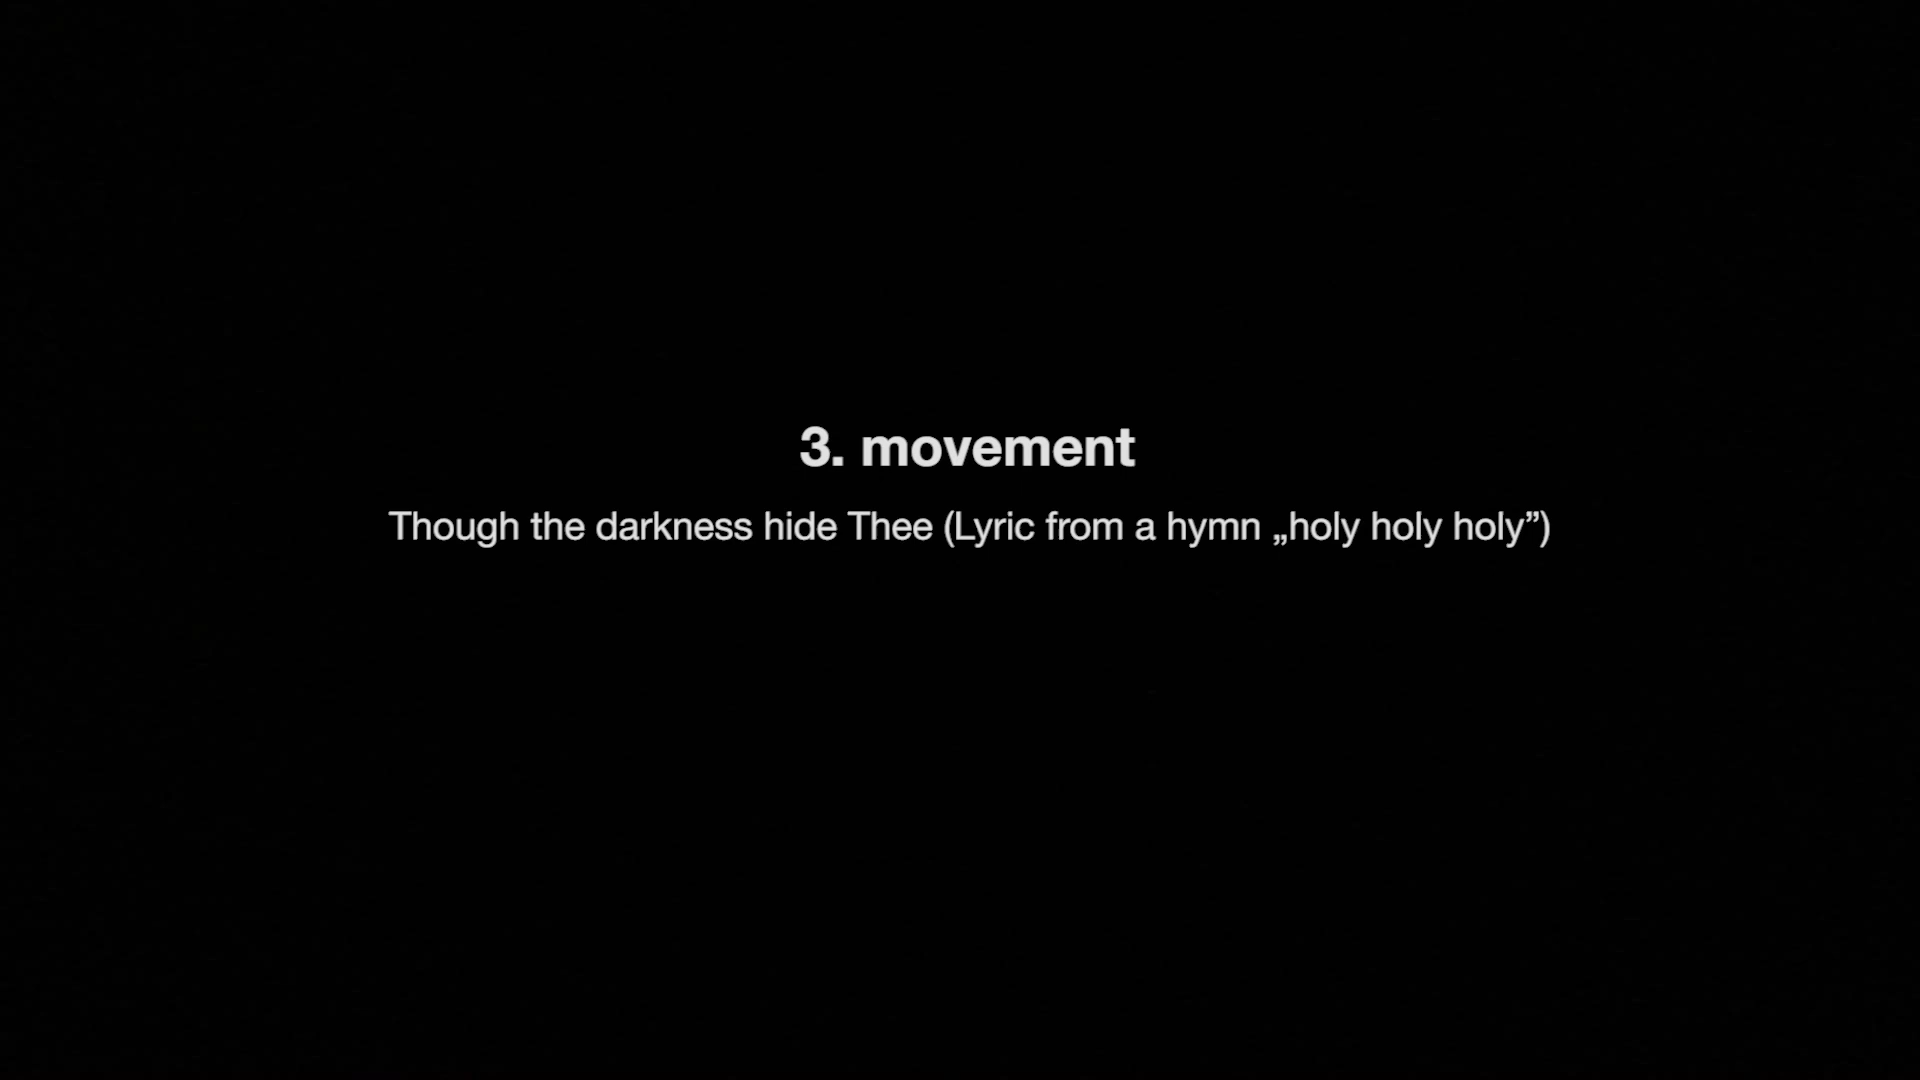 3. movement
Though the darkness hide Thee (Lyric from a hymn „holy holy holy”)